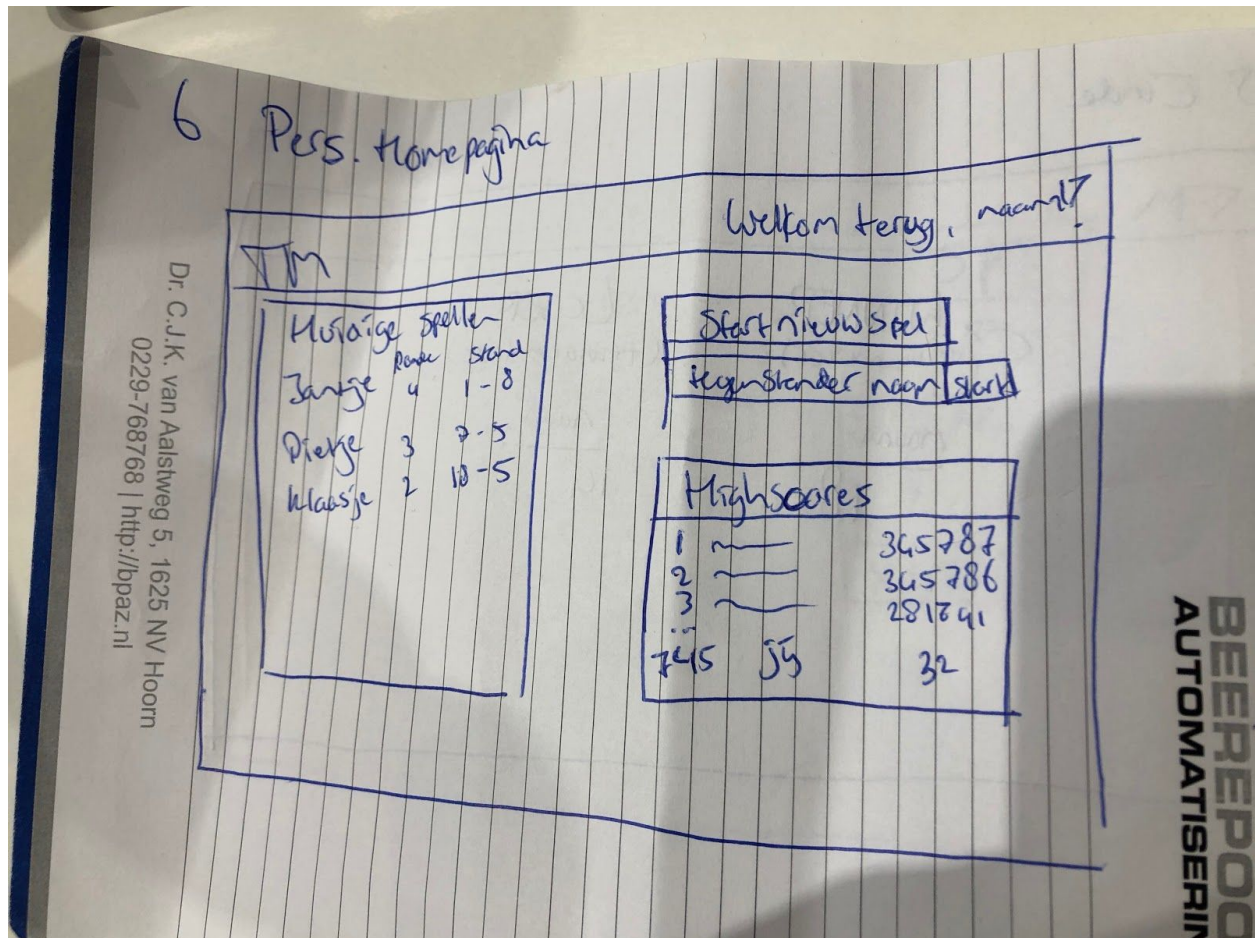 6 Pers. Homepagina
Welkom terug, naam!?
TM
Huidige spellen
Ronde stand
Jantje 4 1-8
Pietje 3 7-5
Klaasje 2 10-5
Start nieuw spel
tegenstander naam start
Highscores
1 345787
2 345786
3
745 jij 32
Dr. C.J.K. van Aalstweg 5, 1625 NV Hoorn
0229-768768 | http://bpaz.nl
BEEREPOO
AUTOMATISERIN